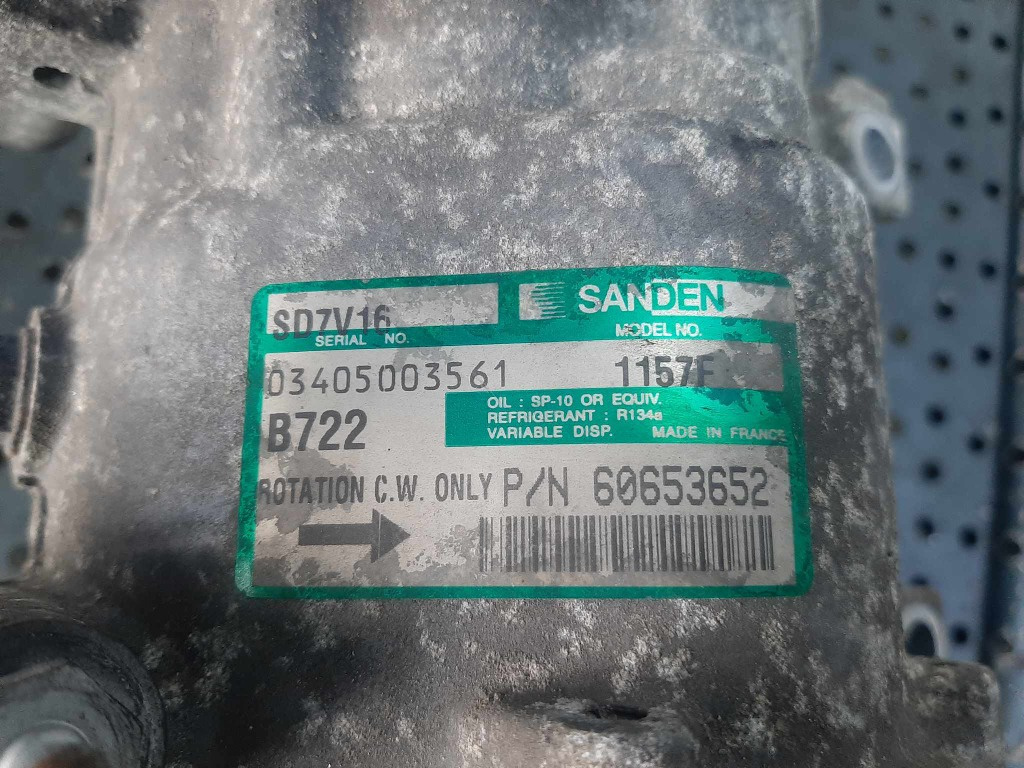 SD7V16
SANDEN
SERIAL NO.
MODEL NO.
03405003561
1157F
B722
OIL : SP-10 OR EQUIV.
REFRIGERANT : R134a
VARIABLE DISP. MADE IN FRANCE
ROTATION C.W. ONLY P/N 60653652